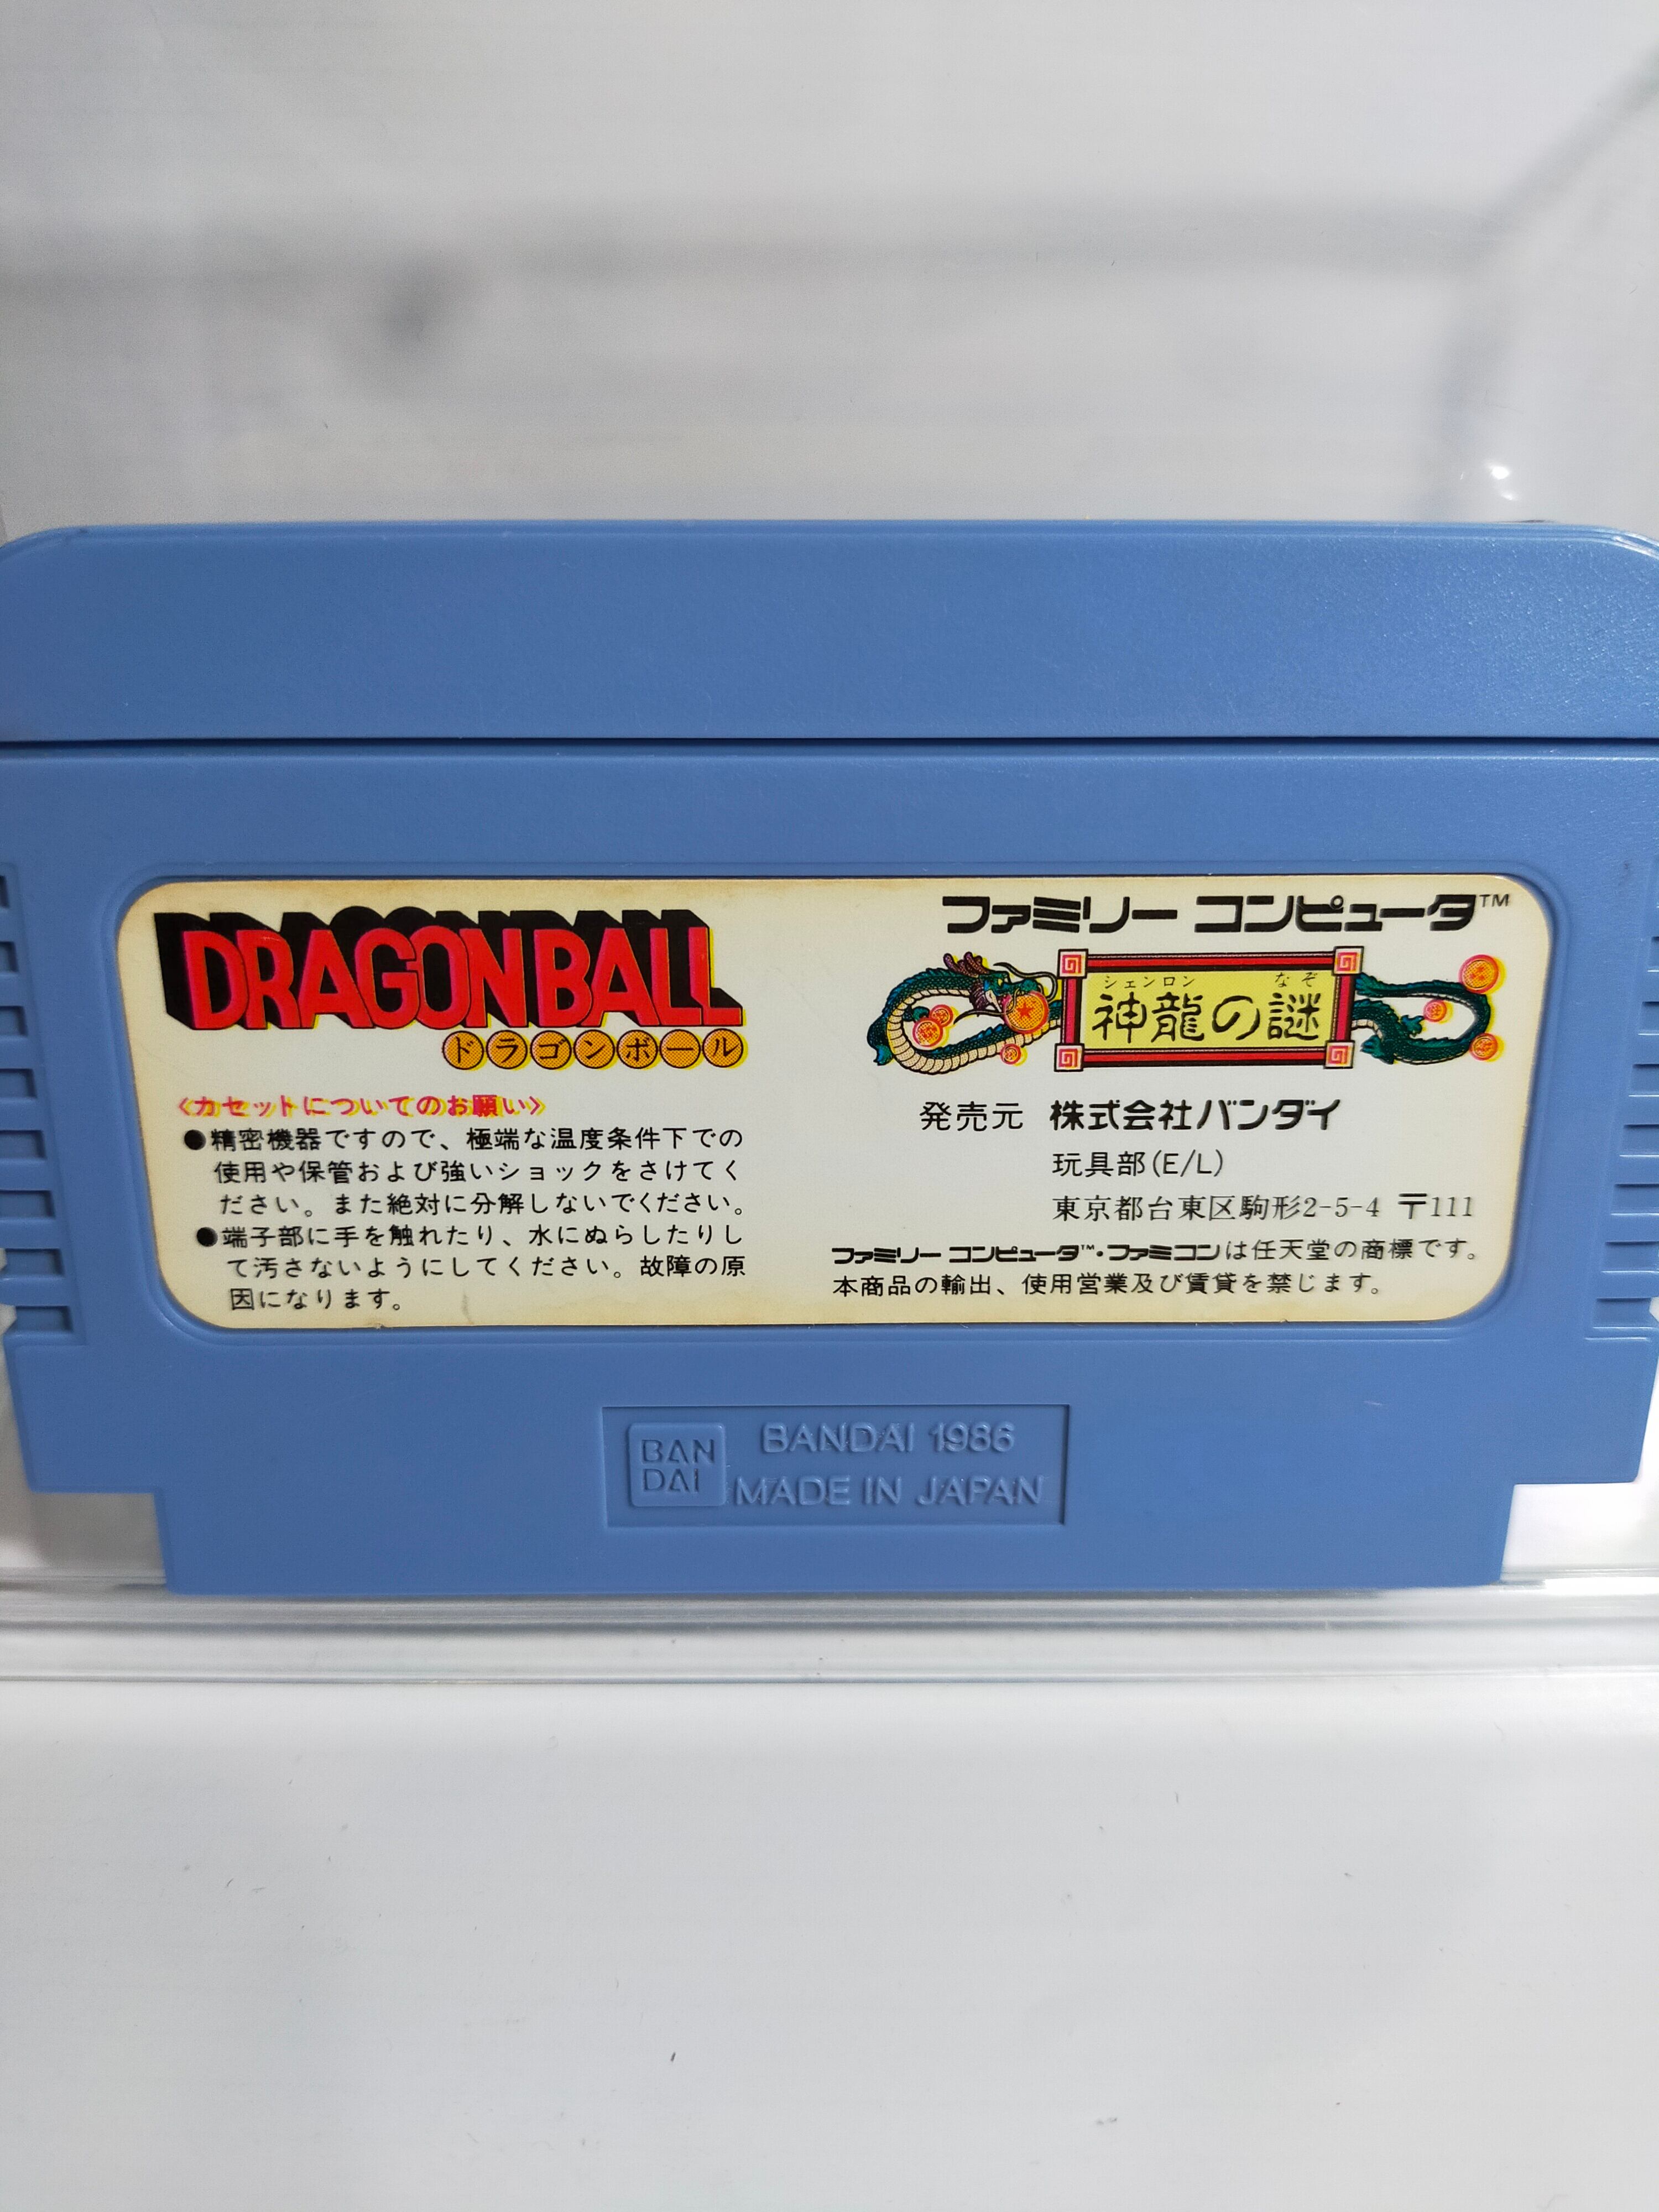 DRAGON BALL
ドラゴンボール
<カセットについてのお願い>
●精密機器ですので、極端な温度条件下での
使用や保管および強いショックをさけてく
ださい。また絶対に分解しないでください。
●端子部に手を触れたり、水にぬらしたりし
て汚さないようにしてください。故障の原
因になります。
ファミリー コンピュータ™
シェンロン なぞ
神龍の謎
発売元 株式会社バンダイ
玩具部(E/L)
東京都台東区駒形2-5-4 〒111
ファミリー コンピュータ™・ファミコンは任天堂の商標です。
本商品の輸出、使用営業及び賃貸を禁じます。
BAN
DAI
BANDAI 1986
MADE IN JAPAN